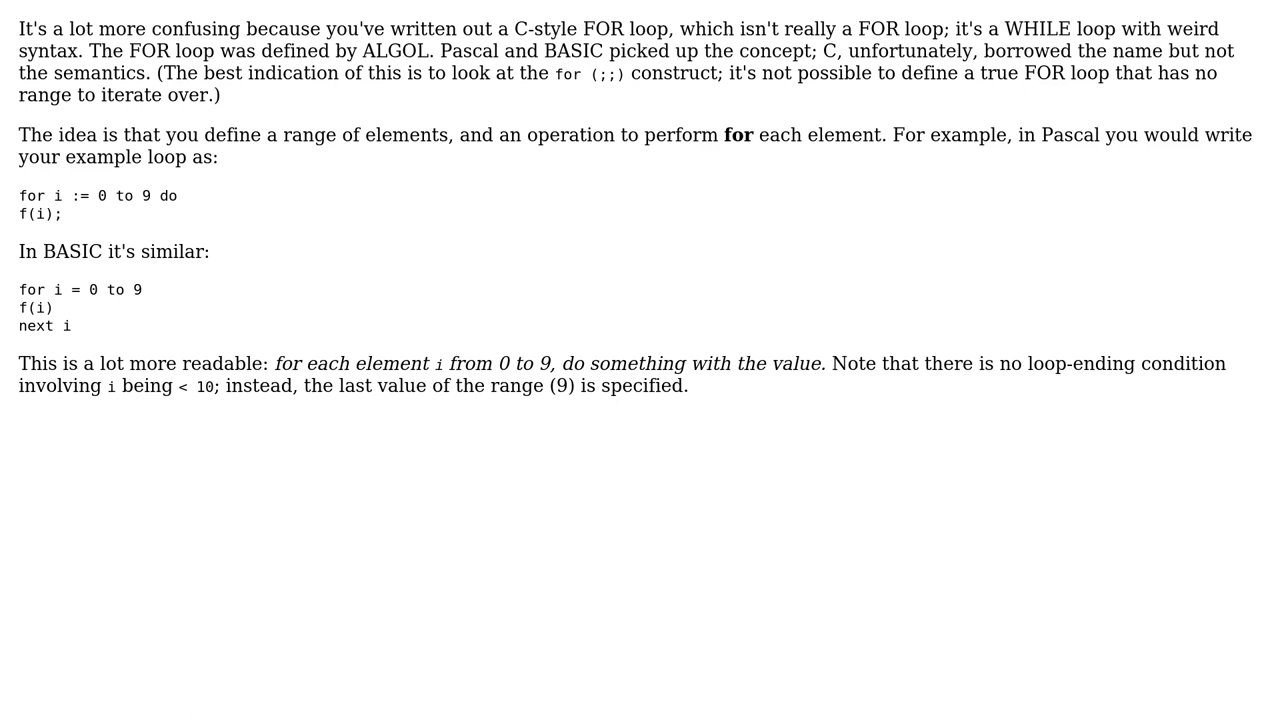 It's a lot more confusing because you've written out a C-style FOR loop, which isn't really a FOR loop; it's a WHILE loop with weird
syntax. The FOR loop was defined by ALGOL. Pascal and BASIC picked up the concept; C, unfortunately, borrowed the name but not
the semantics. (The best indication of this is to look at the for (;;) construct; it's not possible to define a true FOR loop that has no
range to iterate over.)
The idea is that you define a range of elements, and an operation to perform for each element. For example, in Pascal you would write
your example loop as:
for i := 0 to 9 do
f(i);
In BASIC it's similar:
for i = 0 to 9
f(i)
next i
This is a lot more readable: for each element i from 0 to 9, do something with the value. Note that there is no loop-ending condition
involving i being < 10; instead, the last value of the range (9) is specified.